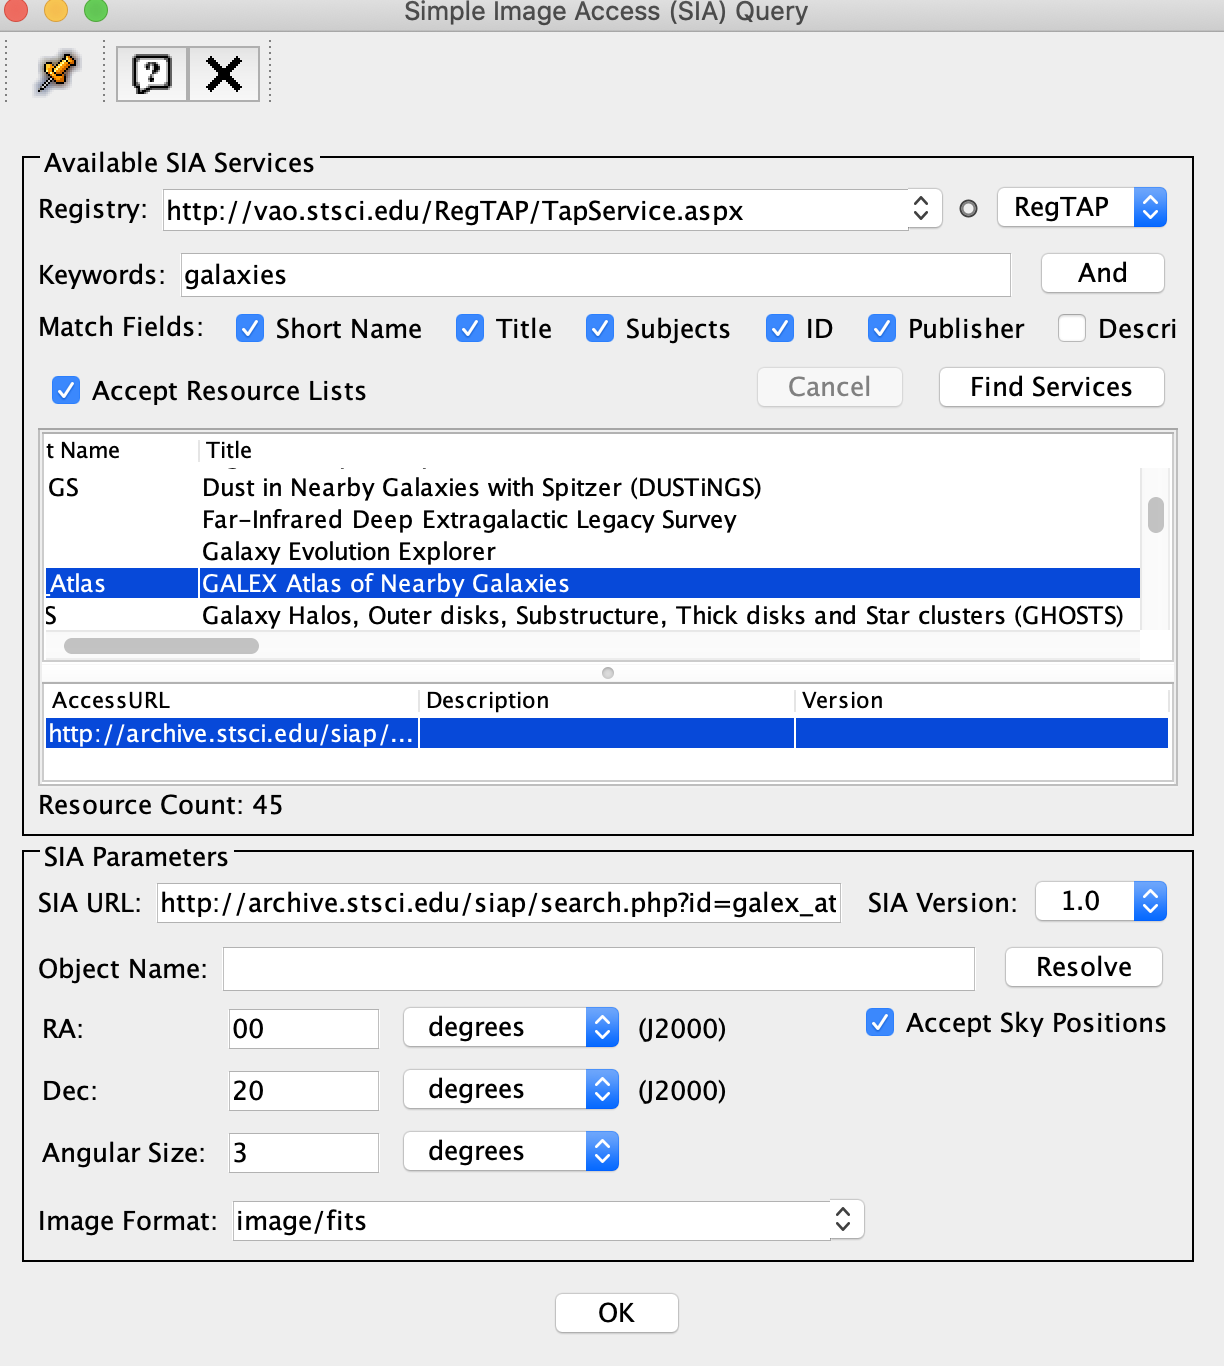 Simple Image Access (SIA) Query
Available SIA Services
Registry: http://vao.stsci.edu/RegTAP/TapService.aspx RegTAP
Keywords: galaxies And
Match Fields: Short Name Title Subjects ID Publisher Descri
Accept Resource Lists Cancel Find Services
t Name Title
GS Dust in Nearby Galaxies with Spitzer (DUSTiNGS)
Far-Infrared Deep Extragalactic Legacy Survey
Galaxy Evolution Explorer
_Atlas GALEX Atlas of Nearby Galaxies
S Galaxy Halos, Outer disks, Substructure, Thick disks and Star clusters (GHOSTS)
AccessURL Description Version
http://archive.stsci.edu/siap/...
Resource Count: 45
SIA Parameters
SIA URL: http://archive.stsci.edu/siap/search.php?id=galex_at SIA Version: 1.0
Object Name: Resolve
RA: 00 degrees (J2000) Accept Sky Positions
Dec: 20 degrees (J2000)
Angular Size: 3 degrees
Image Format: image/fits
OK